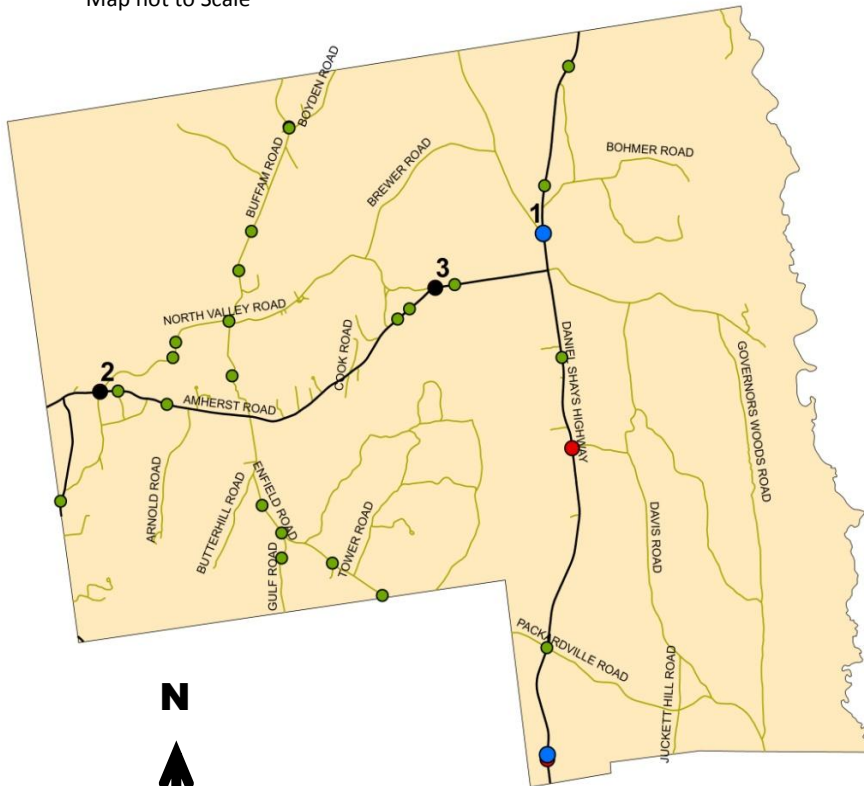 Map not to Scale
BOYDEN ROAD
BUFFAM ROAD
BREWER ROAD
BOHMER ROAD
1
3
NORTH VALLEY ROAD
COOK ROAD
DANIEL SHAYS HIGHWAY
GOVERNORS WOODS ROAD
2
AMHERST ROAD
ARNOLD ROAD
BUTTERHILL ROAD
ENFIELD ROAD
GULF ROAD
TOWER ROAD
DAVIS ROAD
PACKARDVILLE ROAD
JUCKETT HILL ROAD
N